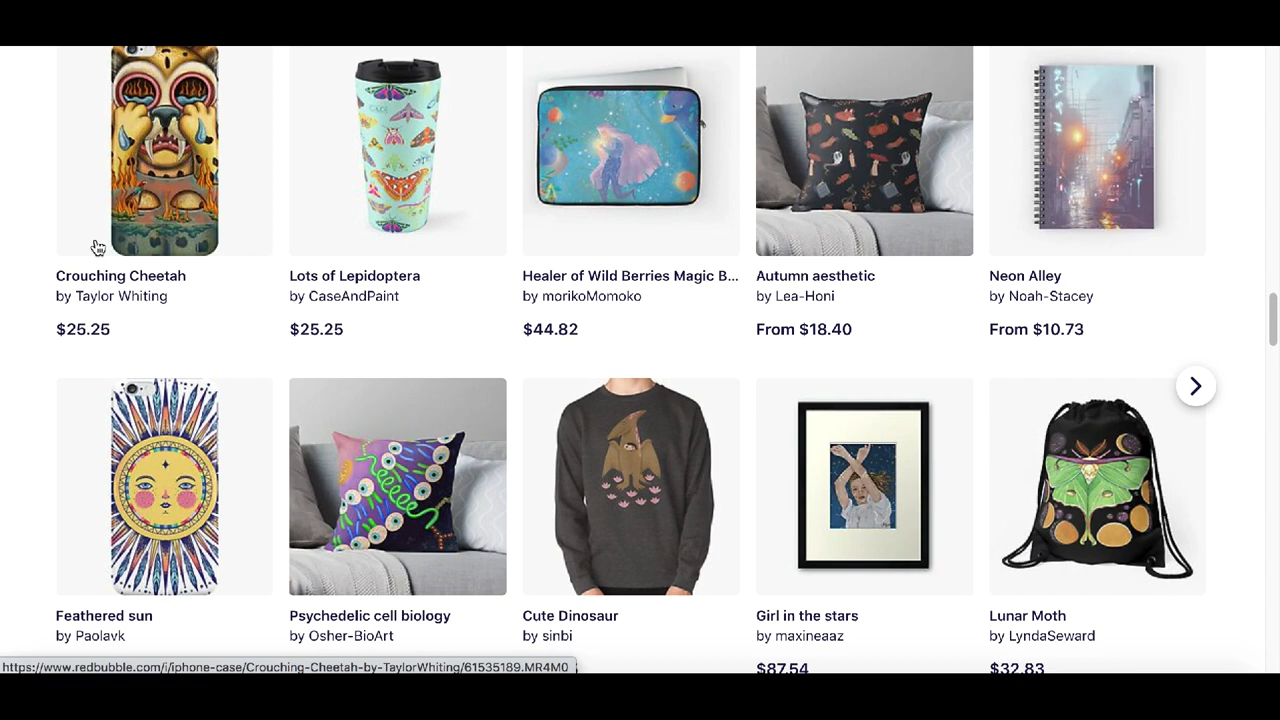 Crouching Cheetah
by Taylor Whiting
$25.25
Lots of Lepidoptera
by CaseAndPaint
$25.25
Healer of Wild Berries Magic B...
by morikoMomoko
$44.82
Autumn aesthetic
by Lea-Honi
From $18.40
Neon Alley
by Noah-Stacey
From $10.73
Feathered sun
by Paolavk
Psychedelic cell biology
by Osher-BioArt
Cute Dinosaur
by sinbi
Girl in the stars
by maxineaaz
$87.54
Lunar Moth
by LyndaSeward
$32.83
https://www.redbubble.com/i/iphone-case/Crouching-Cheetah-by-TaylorWhiting/61535189.MR4M0